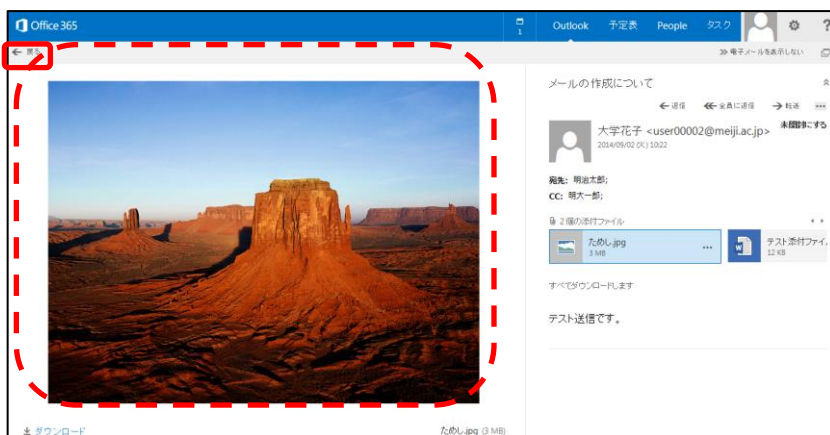 Office 365
1
Outlook 予定表 People タスク
?
戻る
電子メールを表示しない
メールの作成について
返信 全員に返信 転送 •••
大学花子 <user00002@meiji.ac.jp>
未開封にする
2014/09/02 (火) 10:22
宛先: 明治太郎;
CC: 明大一郎;
2 個の添付ファイル
ためし.jpg
3 MB
•••
テスト添付ファイ.
12 KB
すべてダウンロードします
テスト送信です。
ダウンロード
ためし.jpg (3 MB)